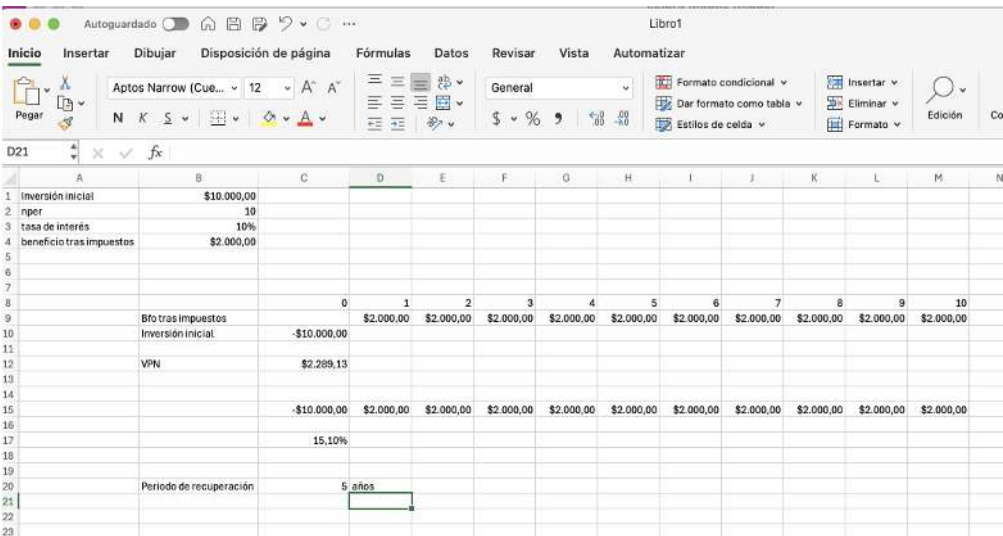 Autoguardado ... Libro1
Inicio Insertar Dibujar Disposición de página Fórmulas Datos Revisar Vista Automatizar
Pegar
Aptos Narrow (Cue... 12 A^ A˅
N K S A
ab
General
$ % 9 00 →0
Formato condicional
Dar formato como tabla
Estilos de celda
Insertar
Eliminar
Formato
Edición
Co
D21 fx
A B C D E F G H I J K L M N
1 Inversión inicial $10.000,00
2 nper 10
3 tasa de interés 10%
4 beneficio tras impuestos $2.000,00
5
6
7
8 0 1 2 3 4 5 6 7 8 9 10
9 Bfo tras impuestos $2.000,00 $2.000,00 $2.000,00 $2.000,00 $2.000,00 $2.000,00 $2.000,00 $2.000,00 $2.000,00 $2.000,00
10 Inversión inicial -$10.000,00
11
12 VPN $2.289,13
13
14
15 -$10.000,00 $2.000,00 $2.000,00 $2.000,00 $2.000,00 $2.000,00 $2.000,00 $2.000,00 $2.000,00 $2.000,00 $2.000,00
16
17 15,10%
18
19
20 Periodo de recuperación 5 años
21
22
23